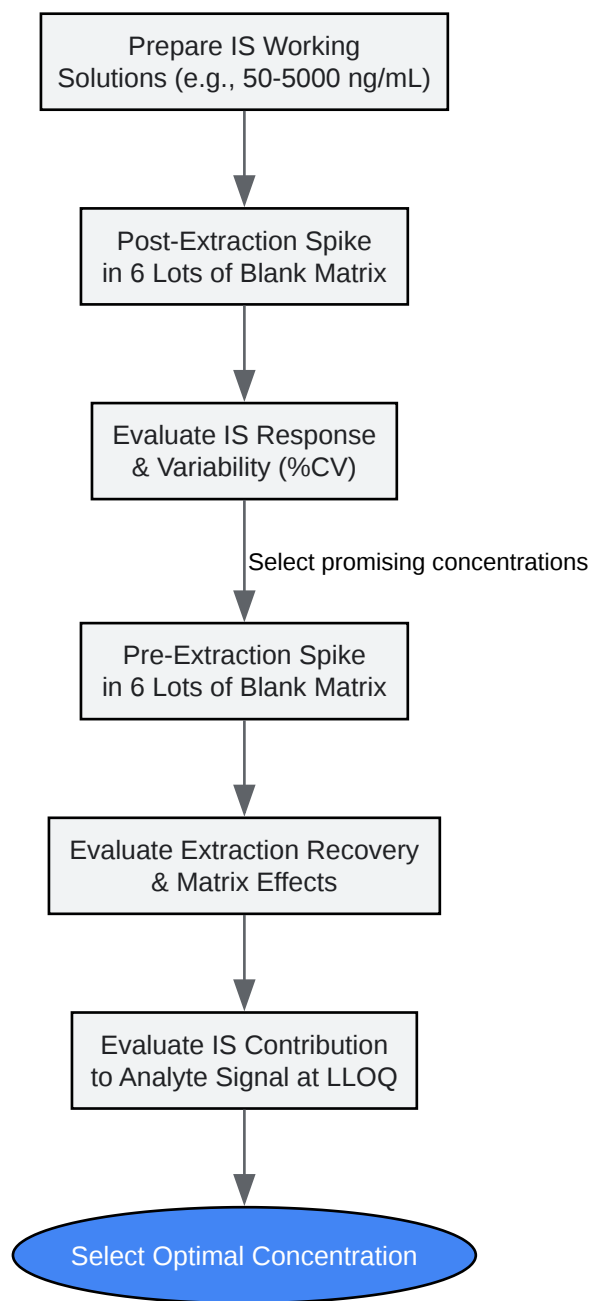 Prepare IS Working
Solutions (e.g., 50-5000 ng/mL)
Post-Extraction Spike
in 6 Lots of Blank Matrix
Evaluate IS Response
& Variability (%CV)
Select promising concentrations
Pre-Extraction Spike
in 6 Lots of Blank Matrix
Evaluate Extraction Recovery
& Matrix Effects
Evaluate IS Contribution
to Analyte Signal at LLOQ
Select Optimal Concentration